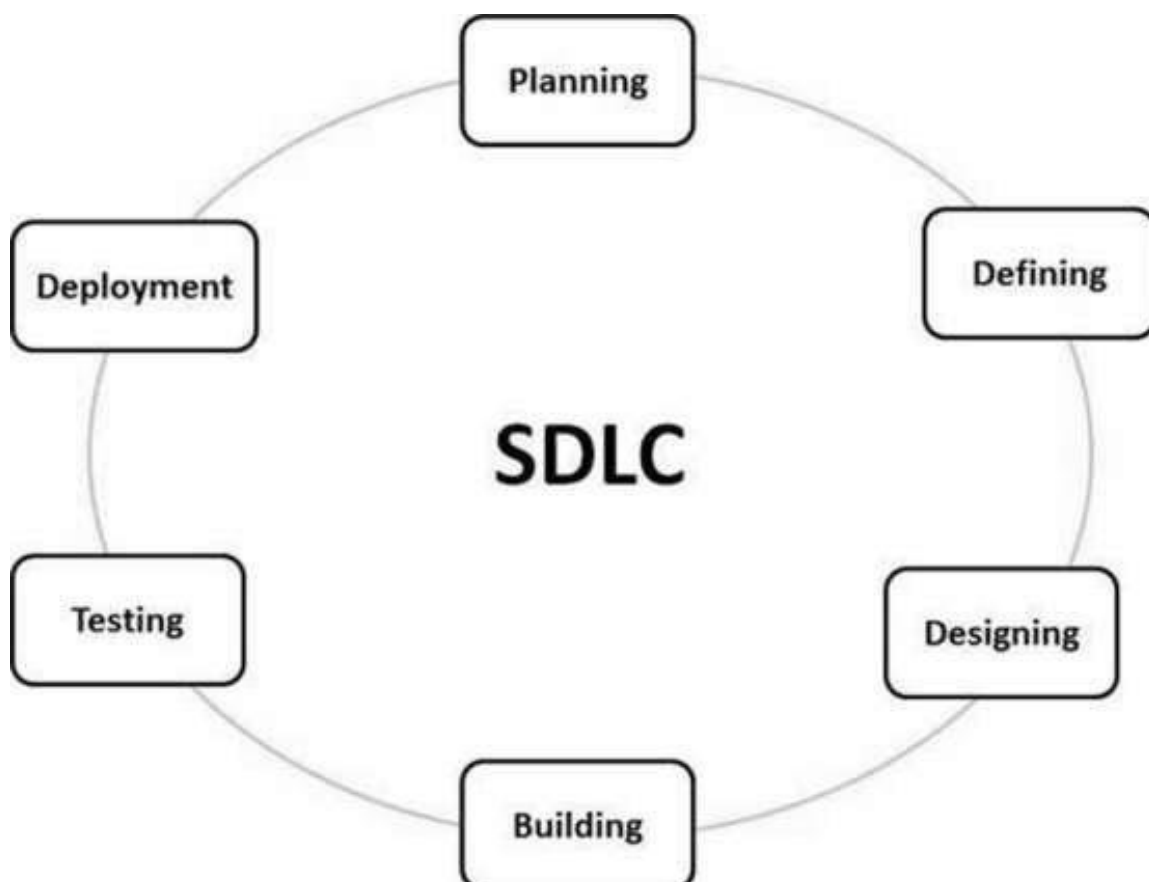 Planning
Defining
Deployment
SDLC
Designing
Testing
Building